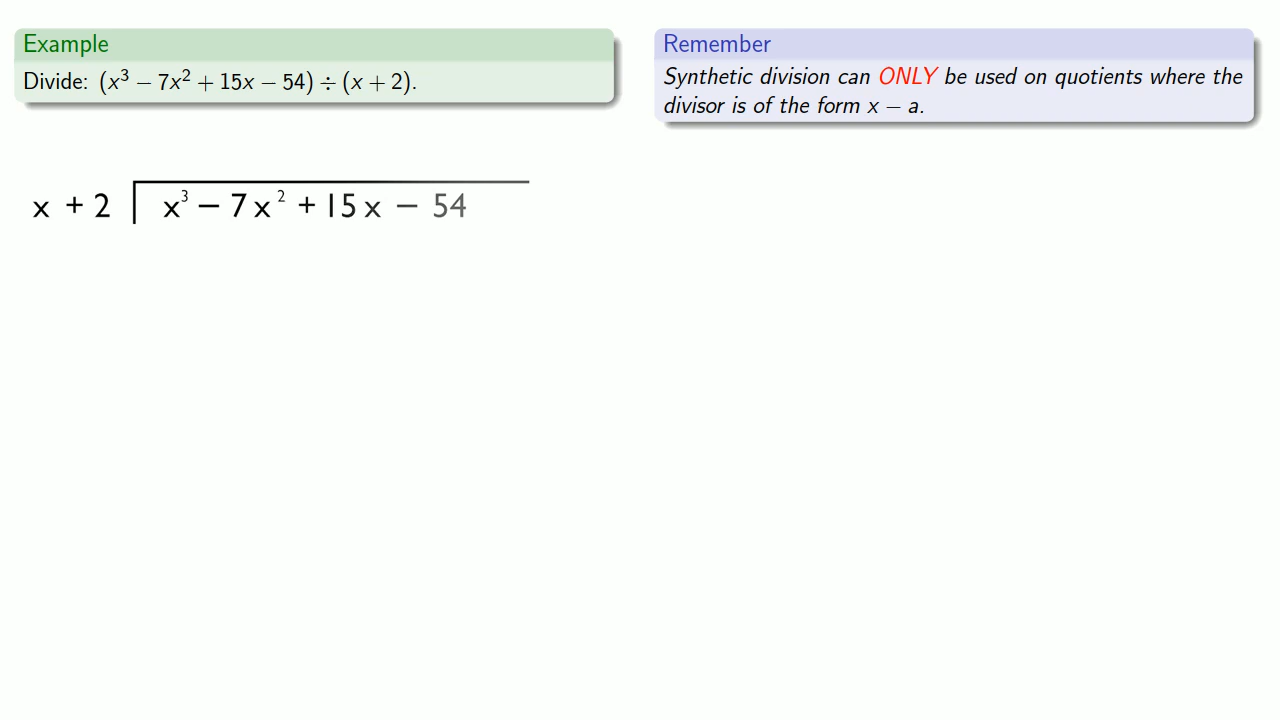 Example
Divide: (x³ − 7x² + 15x − 54) ÷ (x + 2).
Remember
Synthetic division can ONLY be used on quotients where the
divisor is of the form x − a.
x + 2 x³ − 7x² + 15x − 54